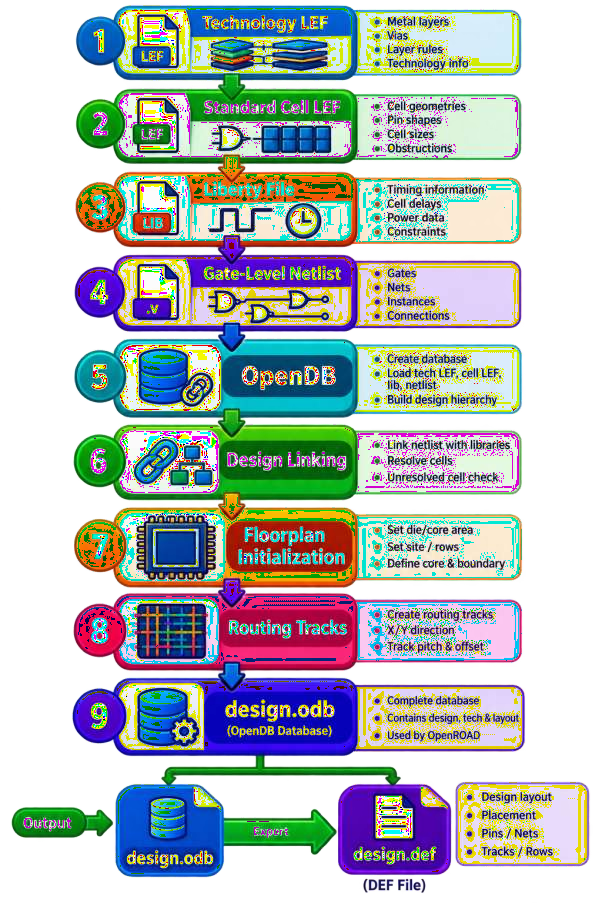 1
LEF
Technology LEF
Metal layers
Vias
Layer rules
Technology info
2
LEF
Standard Cell LEF
Cell geometries
Pin shapes
Cell sizes
Obstructions
3
LIB
Liberty File
Timing information
Cell delays
Power data
Constraints
4
.v
Gate-Level Netlist
Gates
Nets
Instances
Connections
5
OpenDB
Create database
Load tech LEF, cell LEF,
lib, netlist
Build design hierarchy
6
Design Linking
Link netlist with libraries
Resolve cells
Unresolved cell check
7
Floorplan
Initialization
Set die/core area
Set site / rows
Define core & boundary
8
Routing Tracks
Create routing tracks
X/Y direction
Track pitch & offset
9
design.odb
(OpenDB Database)
Complete database
Contains design, tech & layout
Used by OpenROAD
Output
design.odb
Export
design.def
(DEF File)
Design layout
Placement
Pins / Nets
Tracks / Rows